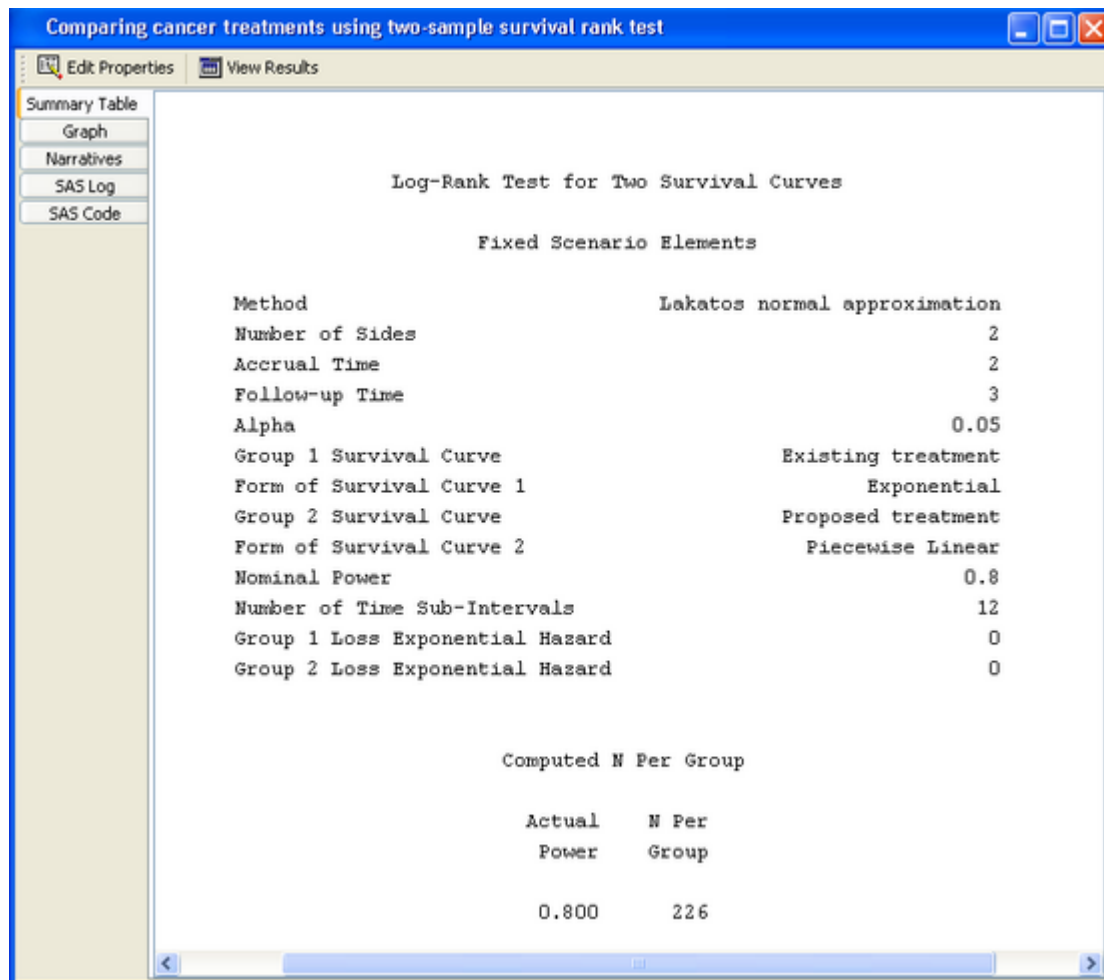 Comparing cancer treatments using two-sample survival rank test
Edit Properties View Results
Summary Table
Graph
Narratives
SAS Log
SAS Code
Log-Rank Test for Two Survival Curves
Fixed Scenario Elements
Method Lakatos normal approximation
Number of Sides 2
Accrual Time 2
Follow-up Time 3
Alpha 0.05
Group 1 Survival Curve Existing treatment
Form of Survival Curve 1 Exponential
Group 2 Survival Curve Proposed treatment
Form of Survival Curve 2 Piecewise Linear
Nominal Power 0.8
Number of Time Sub-Intervals 12
Group 1 Loss Exponential Hazard 0
Group 2 Loss Exponential Hazard 0
Computed N Per Group
Actual N Per
Power Group
0.800 226